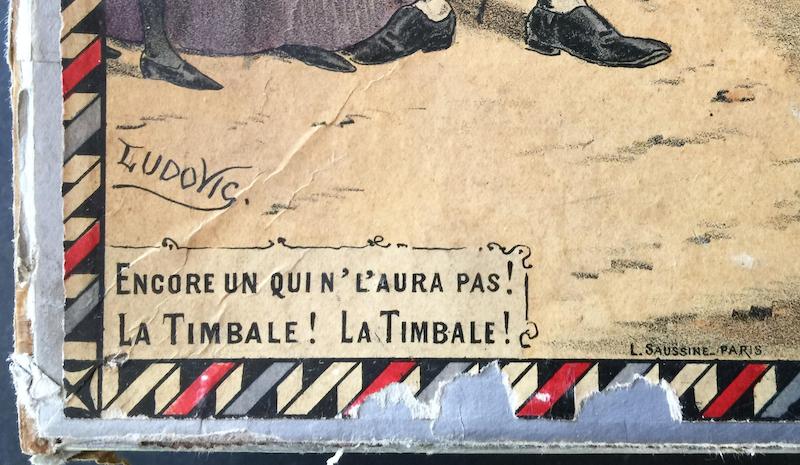 LUDOVIC.
ENCORE UN QUI N'L'AURA PAS!
LA TIMBALE! LA TIMBALE!
L. SAUSSINE_PARIS